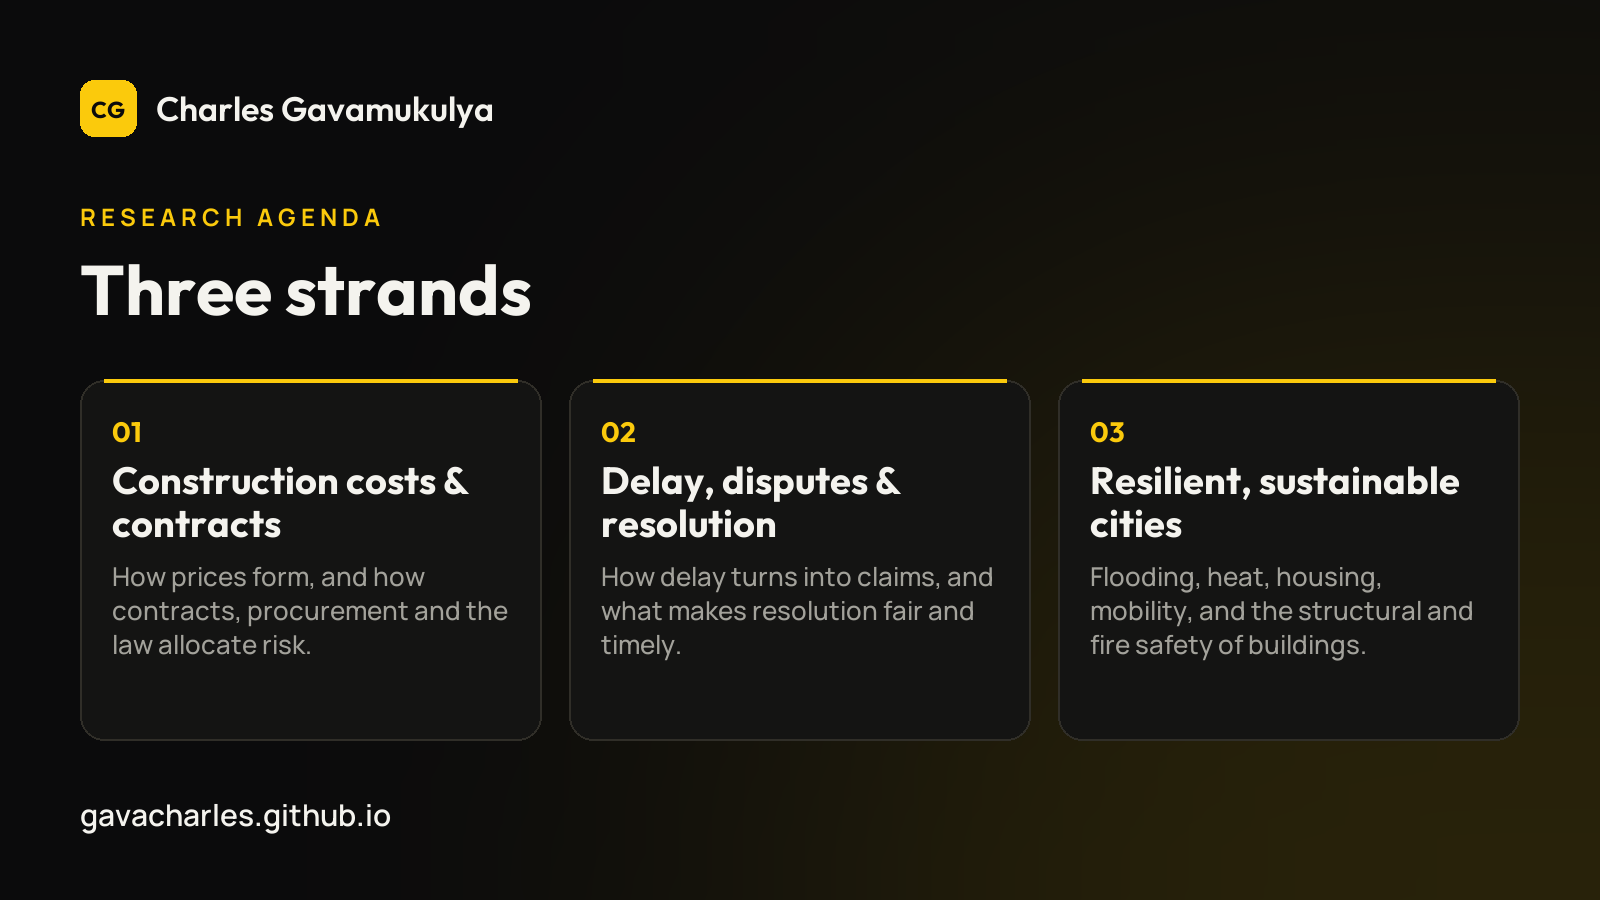 CG
Charles Gavamukulya
RESEARCH AGENDA
Three strands
01
Construction costs &
contracts
How prices form, and how
contracts, procurement and the
law allocate risk.
02
Delay, disputes &
resolution
How delay turns into claims, and
what makes resolution fair and
timely.
03
Resilient, sustainable
cities
Flooding, heat, housing,
mobility, and the structural and
fire safety of buildings.
gavacharles.github.io